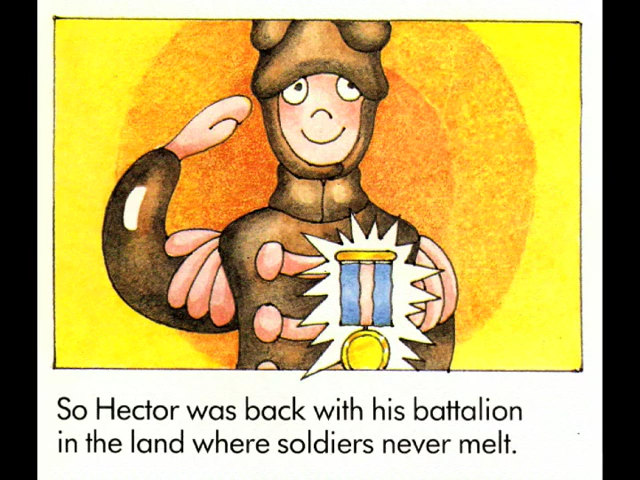 So Hector was back with his battalion
in the land where soldiers never melt.